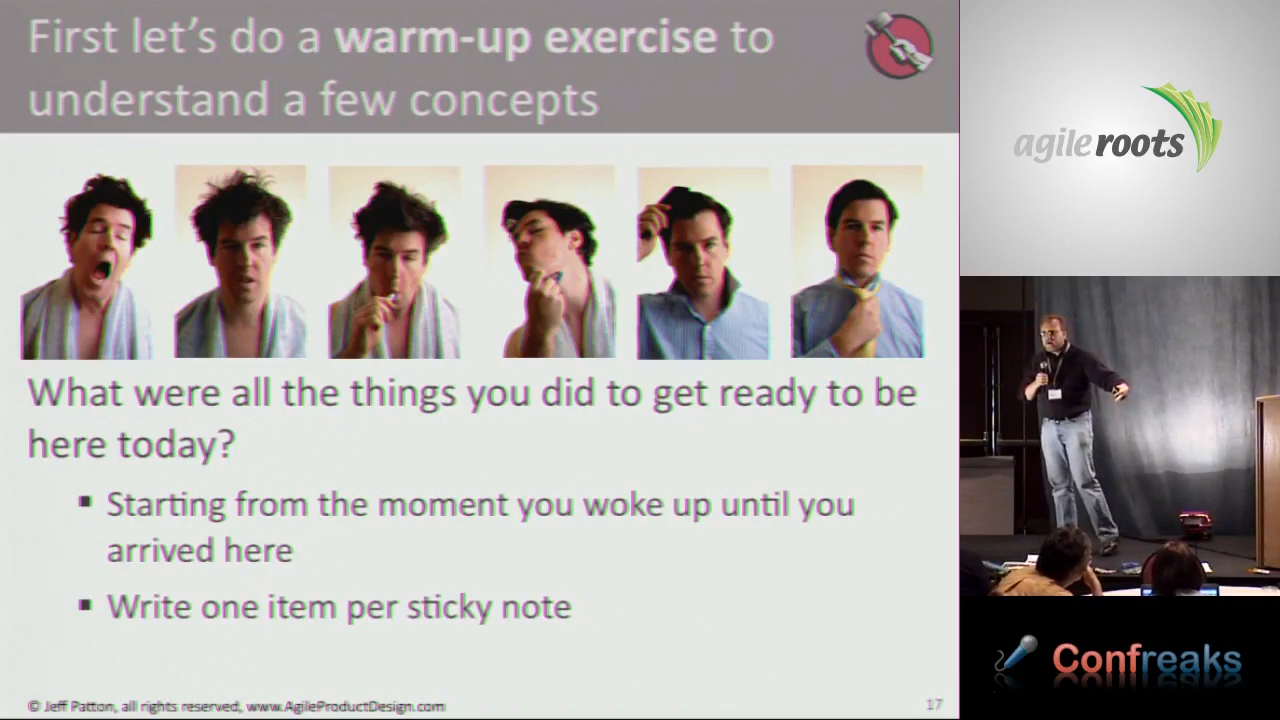 First let's do a warm-up exercise to
understand a few concepts
What were all the things you did to get ready to be
here today?
▪ Starting from the moment you woke up until you
arrived here
▪ Write one item per sticky note
© Jeff Patton, all rights reserved, www.AgileProductDesign.com
17
agileroots
Confreaks